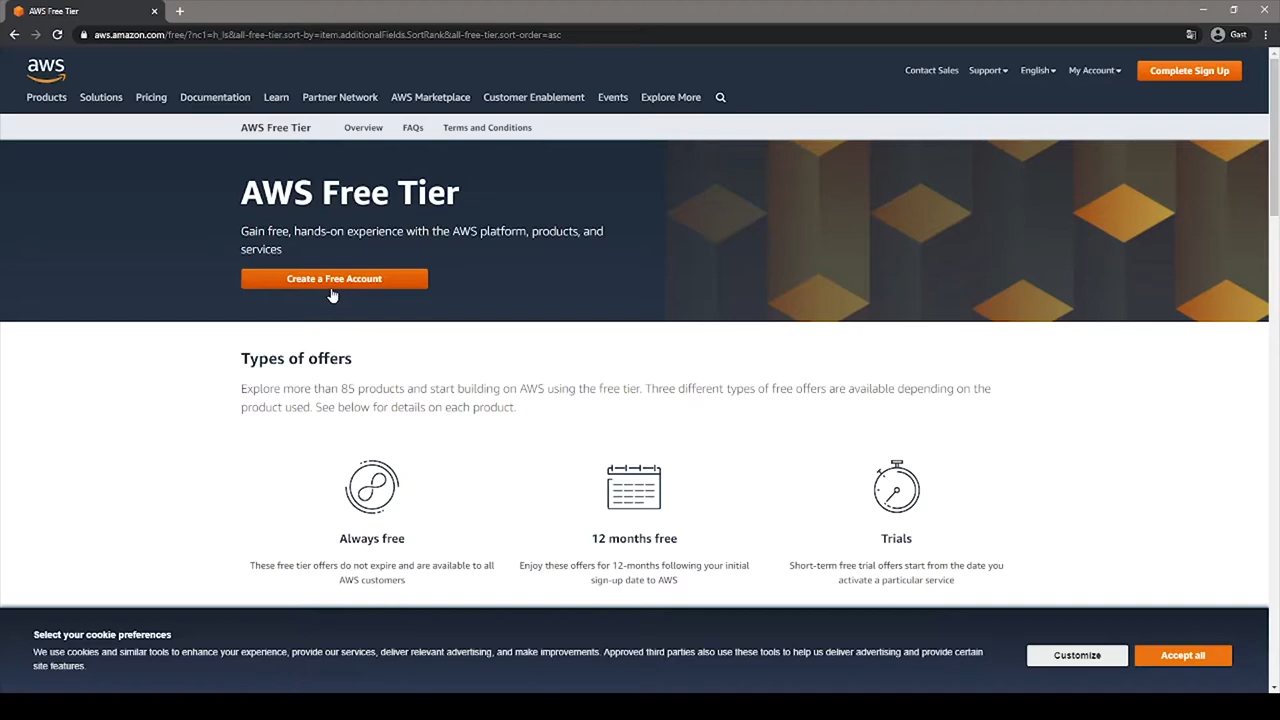 AWS Free Tier
aws.amazon.com/free/?nc1=h_ls&all-free-tier.sort-by=item.additionalFields.SortRank&all-free-tier.sort-order=asc
Gast
aws
Contact Sales Support English My Account Complete Sign Up
Products Solutions Pricing Documentation Learn Partner Network AWS Marketplace Customer Enablement Events Explore More
AWS Free Tier Overview FAQs Terms and Conditions
AWS Free Tier
Gain free, hands-on experience with the AWS platform, products, and
services
Create a Free Account
Types of offers
Explore more than 85 products and start building on AWS using the free tier. Three different types of free offers are available depending on the
product used. See below for details on each product.
Always free
These free tier offers do not expire and are available to all
AWS customers
12 months free
Enjoy these offers for 12-months following your initial
sign-up date to AWS
Trials
Short-term free trial offers start from the date you
activate a particular service
Select your cookie preferences
We use cookies and similar tools to enhance your experience, provide our services, deliver relevant advertising, and make improvements. Approved third parties also use these tools to help us deliver advertising and provide certain
site features.
Customize
Accept all